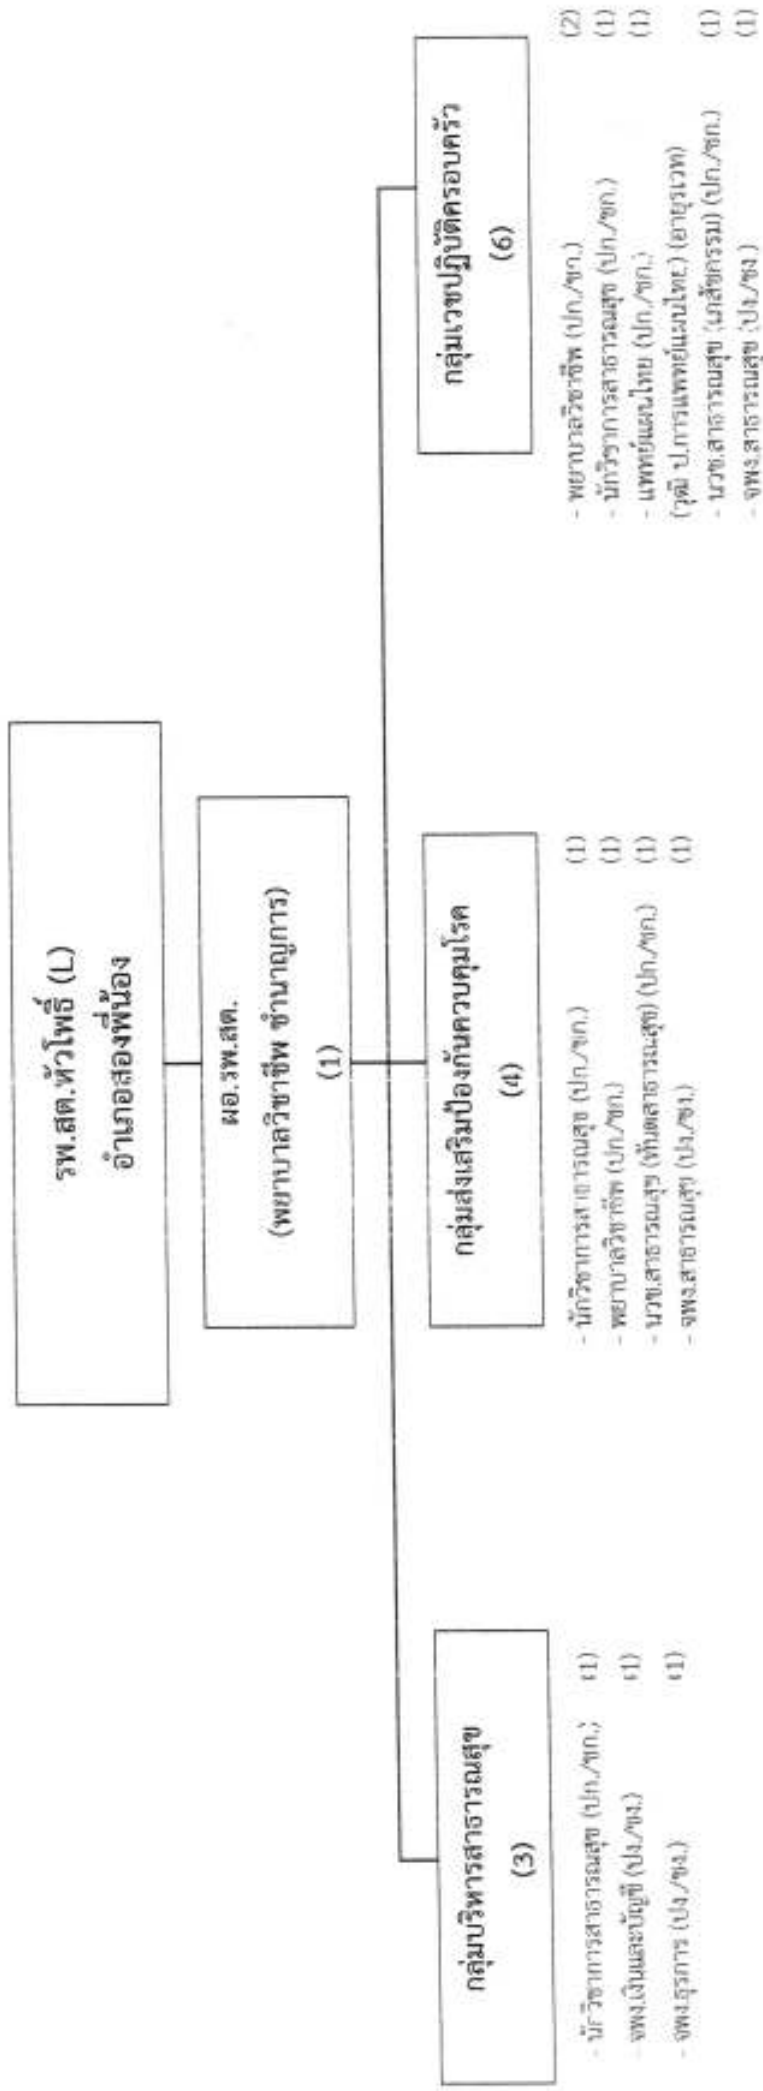 รพ.สต.หัวโพธิ์ (L)
อำเภอสองพี่น้อง
ผอ.รพ.สต.
(พยาบาลวิชาชีพ ชำนาญการ)
(1)
กลุ่มบริหารสาธารณสุข
(3)
- นักวิชาการสาธารณสุข (ปก./ชก.) (1)
- จพง.เงินและบัญชี (ปง./ชง.) (1)
- จพง.ธุรการ (ปง./ชง.) (1)
กลุ่มส่งเสริมป้องกันควบคุมโรค
(4)
- นักวิชาการสาธารณสุข (ปก./ชก.) (1)
- พยาบาลวิชาชีพ (ปก./ชก.) (1)
- นวช.สาธารณสุข (ทันตสาธารณสุข) (ปก./ชก.) (1)
- จพง.สาธารณสุข (ปง./ชง.) (1)
กลุ่มเวชปฏิบัติครอบครัว
(6)
- พยาบาลวิชาชีพ (ปก./ชก.) (2)
- นักวิชาการสาธารณสุข (ปก./ชก.) (1)
- แพทย์แผนไทย (ปก./ชก.) (1)
(วุฒิ ป.การแพทย์แผนไทย) (อายุรเวท)
- นวช.สาธารณสุข (เภสัชกรรม) (ปก./ชก.) (1)
- จพง.สาธารณสุข (ปง./ชง.) (1)